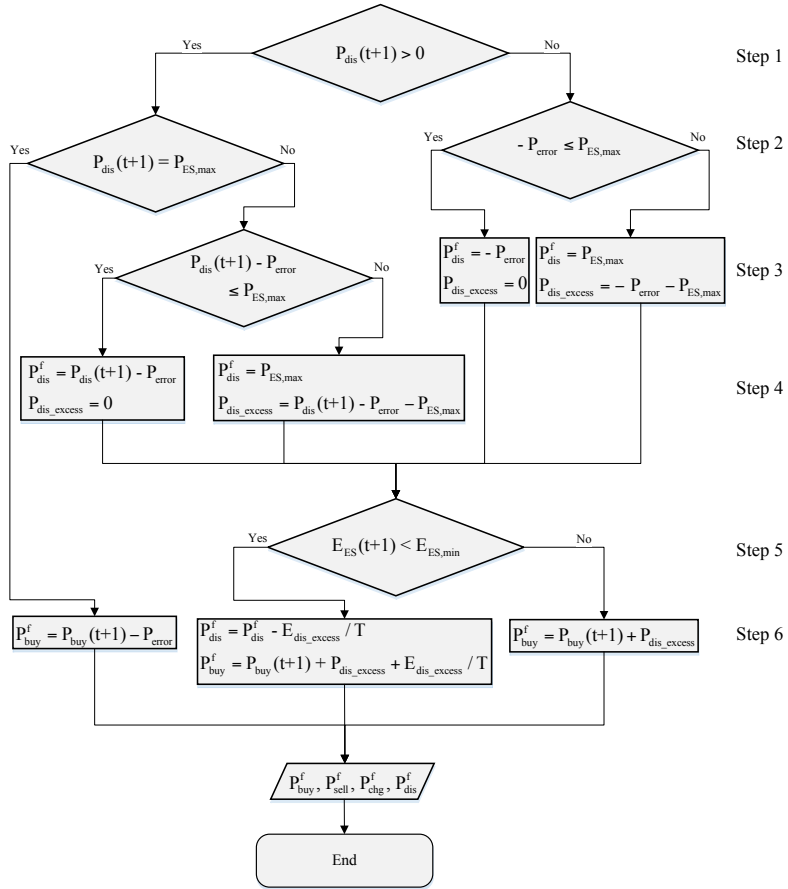 P_dis(t+1) > 0
Yes
No
Step 1
Yes
P_dis(t+1) = P_ES,max
No
Yes
- P_error ≤ P_ES,max
No
Step 2
Yes
P_dis(t+1) - P_error
≤ P_ES,max
No
P^f_dis = - P_error
P_dis_excess = 0
P^f_dis = P_ES,max
P_dis_excess = − P_error − P_ES,max
Step 3
P^f_dis = P_dis(t+1) - P_error
P_dis_excess = 0
P^f_dis = P_ES,max
P_dis_excess = P_dis(t+1) - P_error − P_ES,max
Step 4
Yes
E_ES(t+1) < E_ES,min
No
Step 5
P^f_buy = P_buy(t+1) − P_error
P^f_dis = P^f_dis - E_dis_excess / T
P^f_buy = P_buy(t+1) + P_dis_excess + E_dis_excess / T
P^f_buy = P_buy(t+1) + P_dis_excess
Step 6
P^f_buy, P^f_sell, P^f_chg, P^f_dis
End